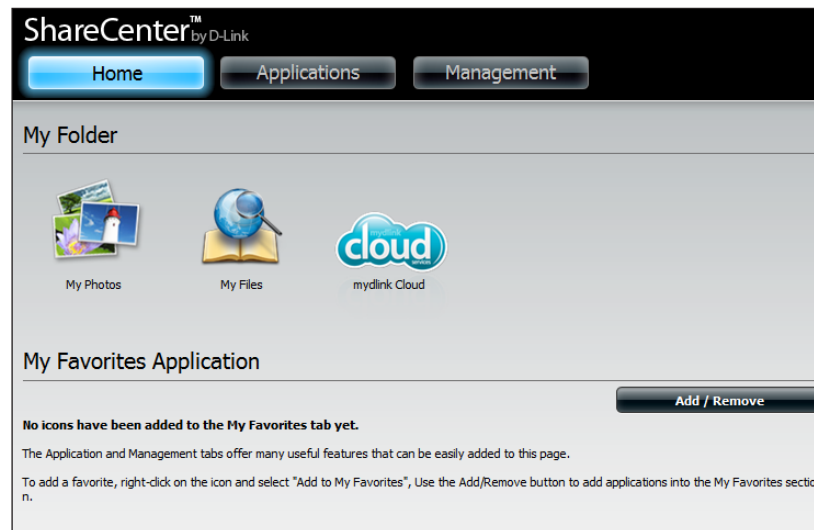 ShareCenter™ by D-Link
Home Applications Management
My Folder
mydlink
cloud
services
My Photos My Files mydlink Cloud
My Favorites Application
Add / Remove
No icons have been added to the My Favorites tab yet.
The Application and Management tabs offer many useful features that can be easily added to this page.
To add a favorite, right-click on the icon and select "Add to My Favorites", Use the Add/Remove button to add applications into the My Favorites sectio
n.